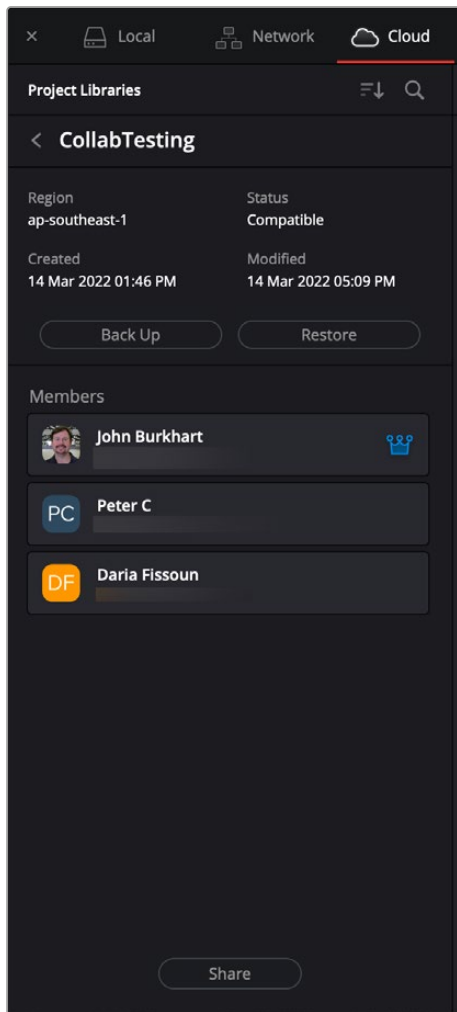 × Local Network Cloud
Project Libraries
< CollabTesting
Region Status
ap-southeast-1 Compatible
Created Modified
14 Mar 2022 01:46 PM 14 Mar 2022 05:09 PM
Back Up Restore
Members
John Burkhart
PC Peter C
DF Daria Fissoun
Share